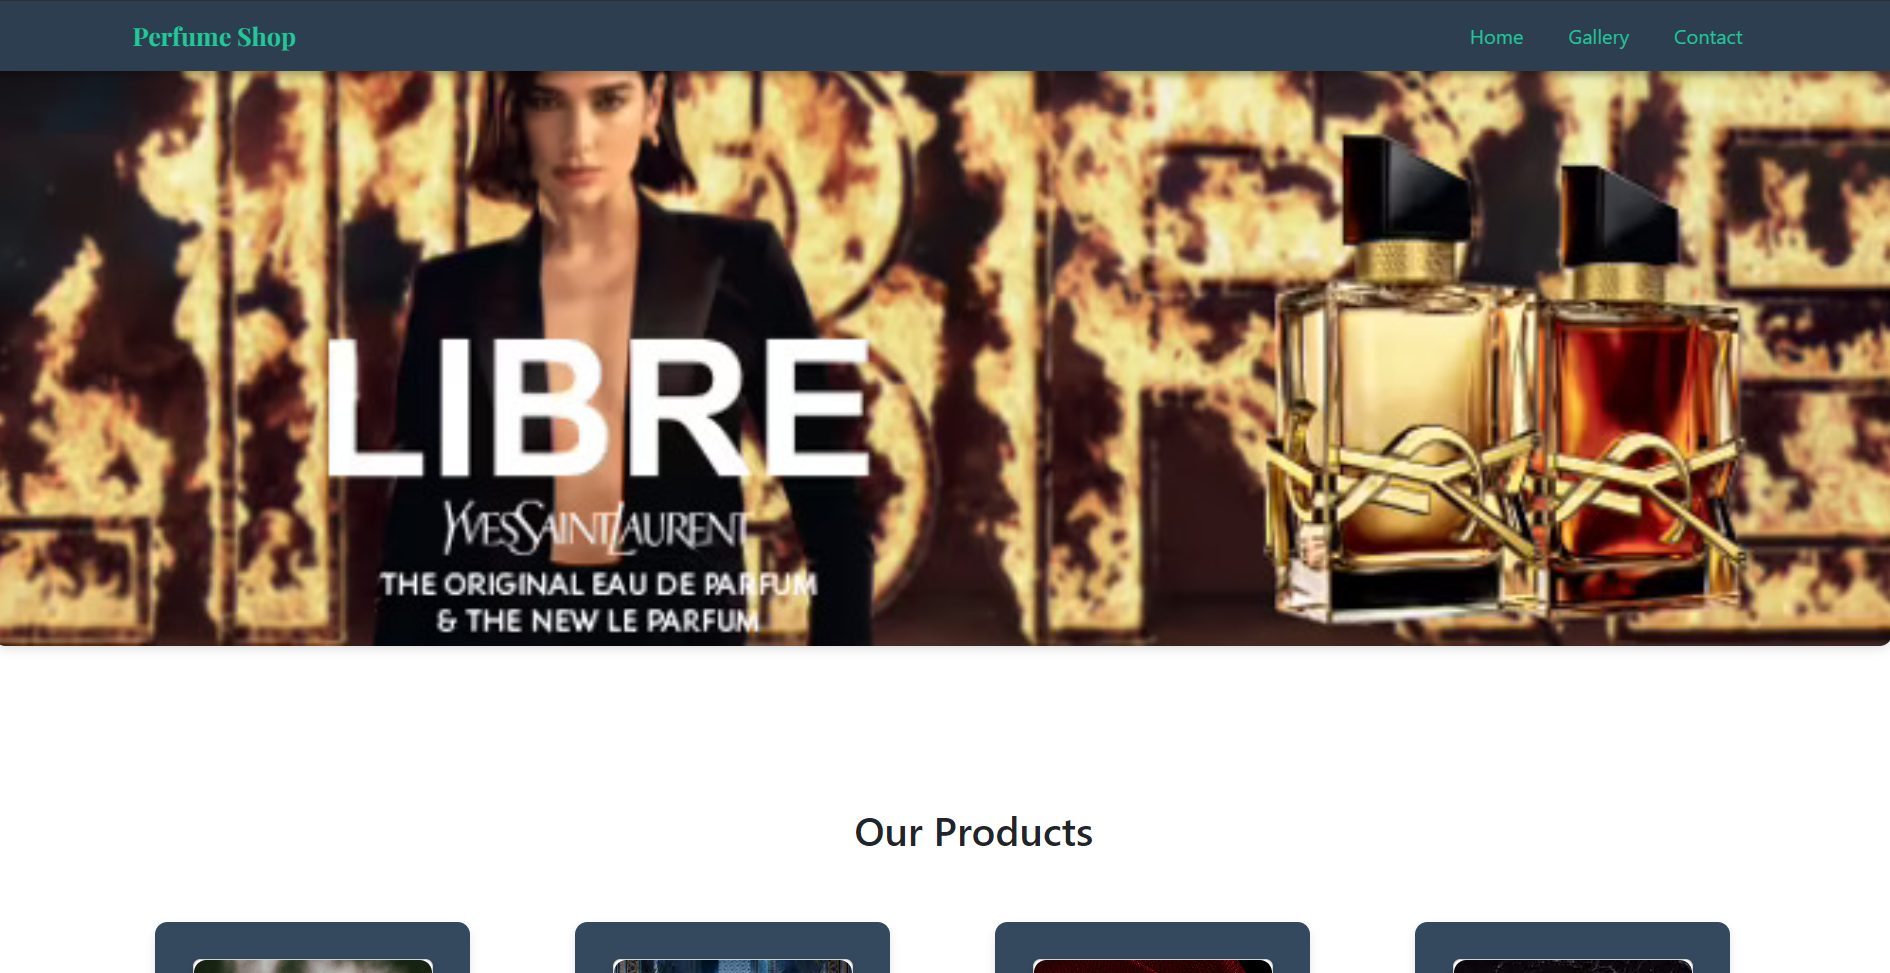 Perfume Shop
Home Gallery Contact
LIBRE
YVESSAINTLAURENT
THE ORIGINAL EAU DE PARFUM
& THE NEW LE PARFUM
Our Products